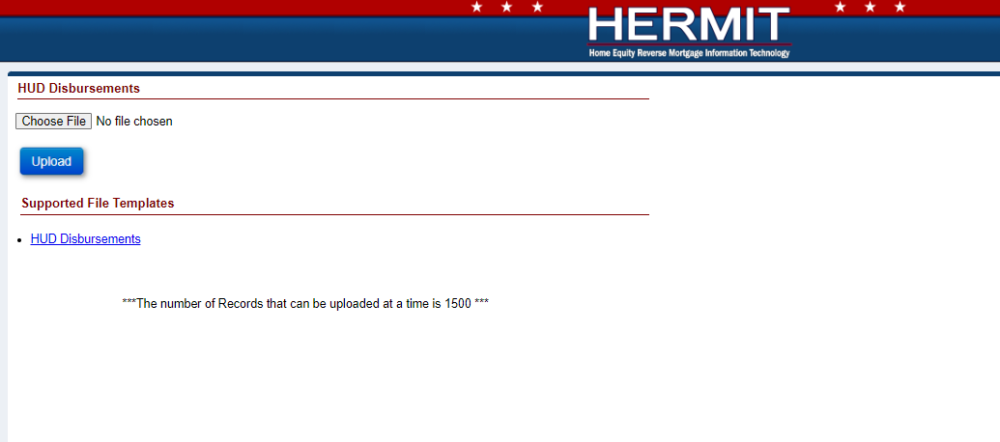 HERMIT
Home Equity Reverse Mortgage Information Technology
HUD Disbursements
Choose File No file chosen
Upload
Supported File Templates
HUD Disbursements
***The number of Records that can be uploaded at a time is 1500 ***